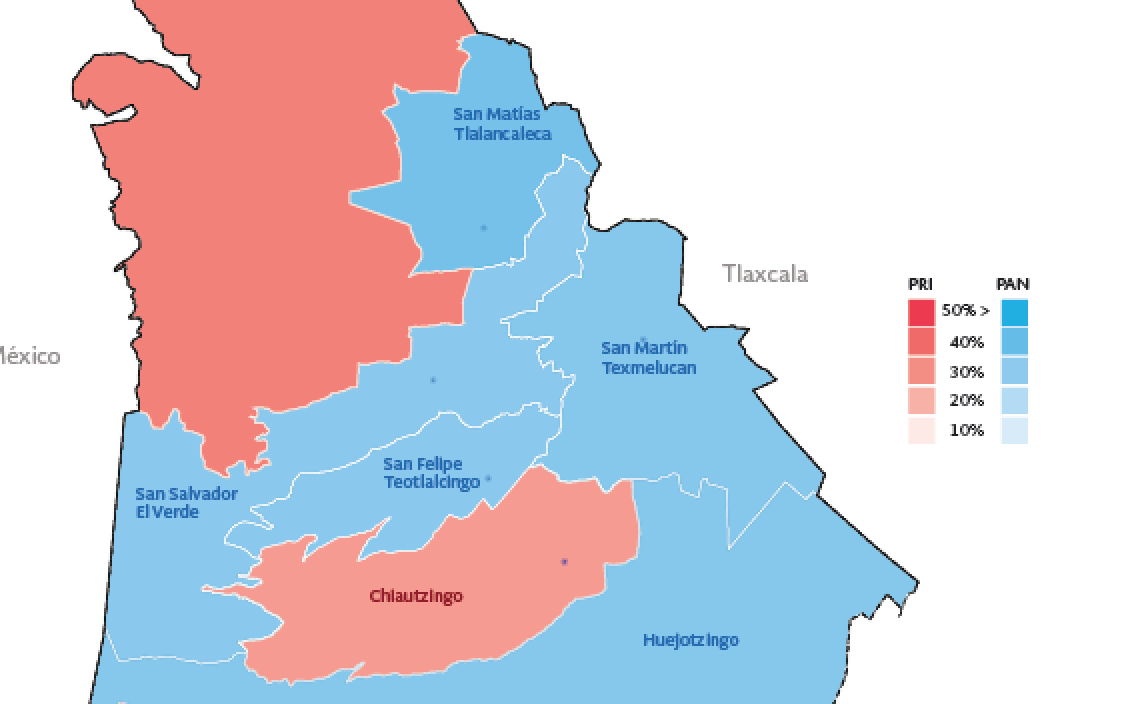 San Matías
Tlalancaleca
Tlaxcala
PRI PAN
50% >
40%
30%
20%
10%
México
San Martín
Texmelucan
San Felipe
Teotlalcingo
San Salvador
El Verde
Chiautzingo
Huejotzingo